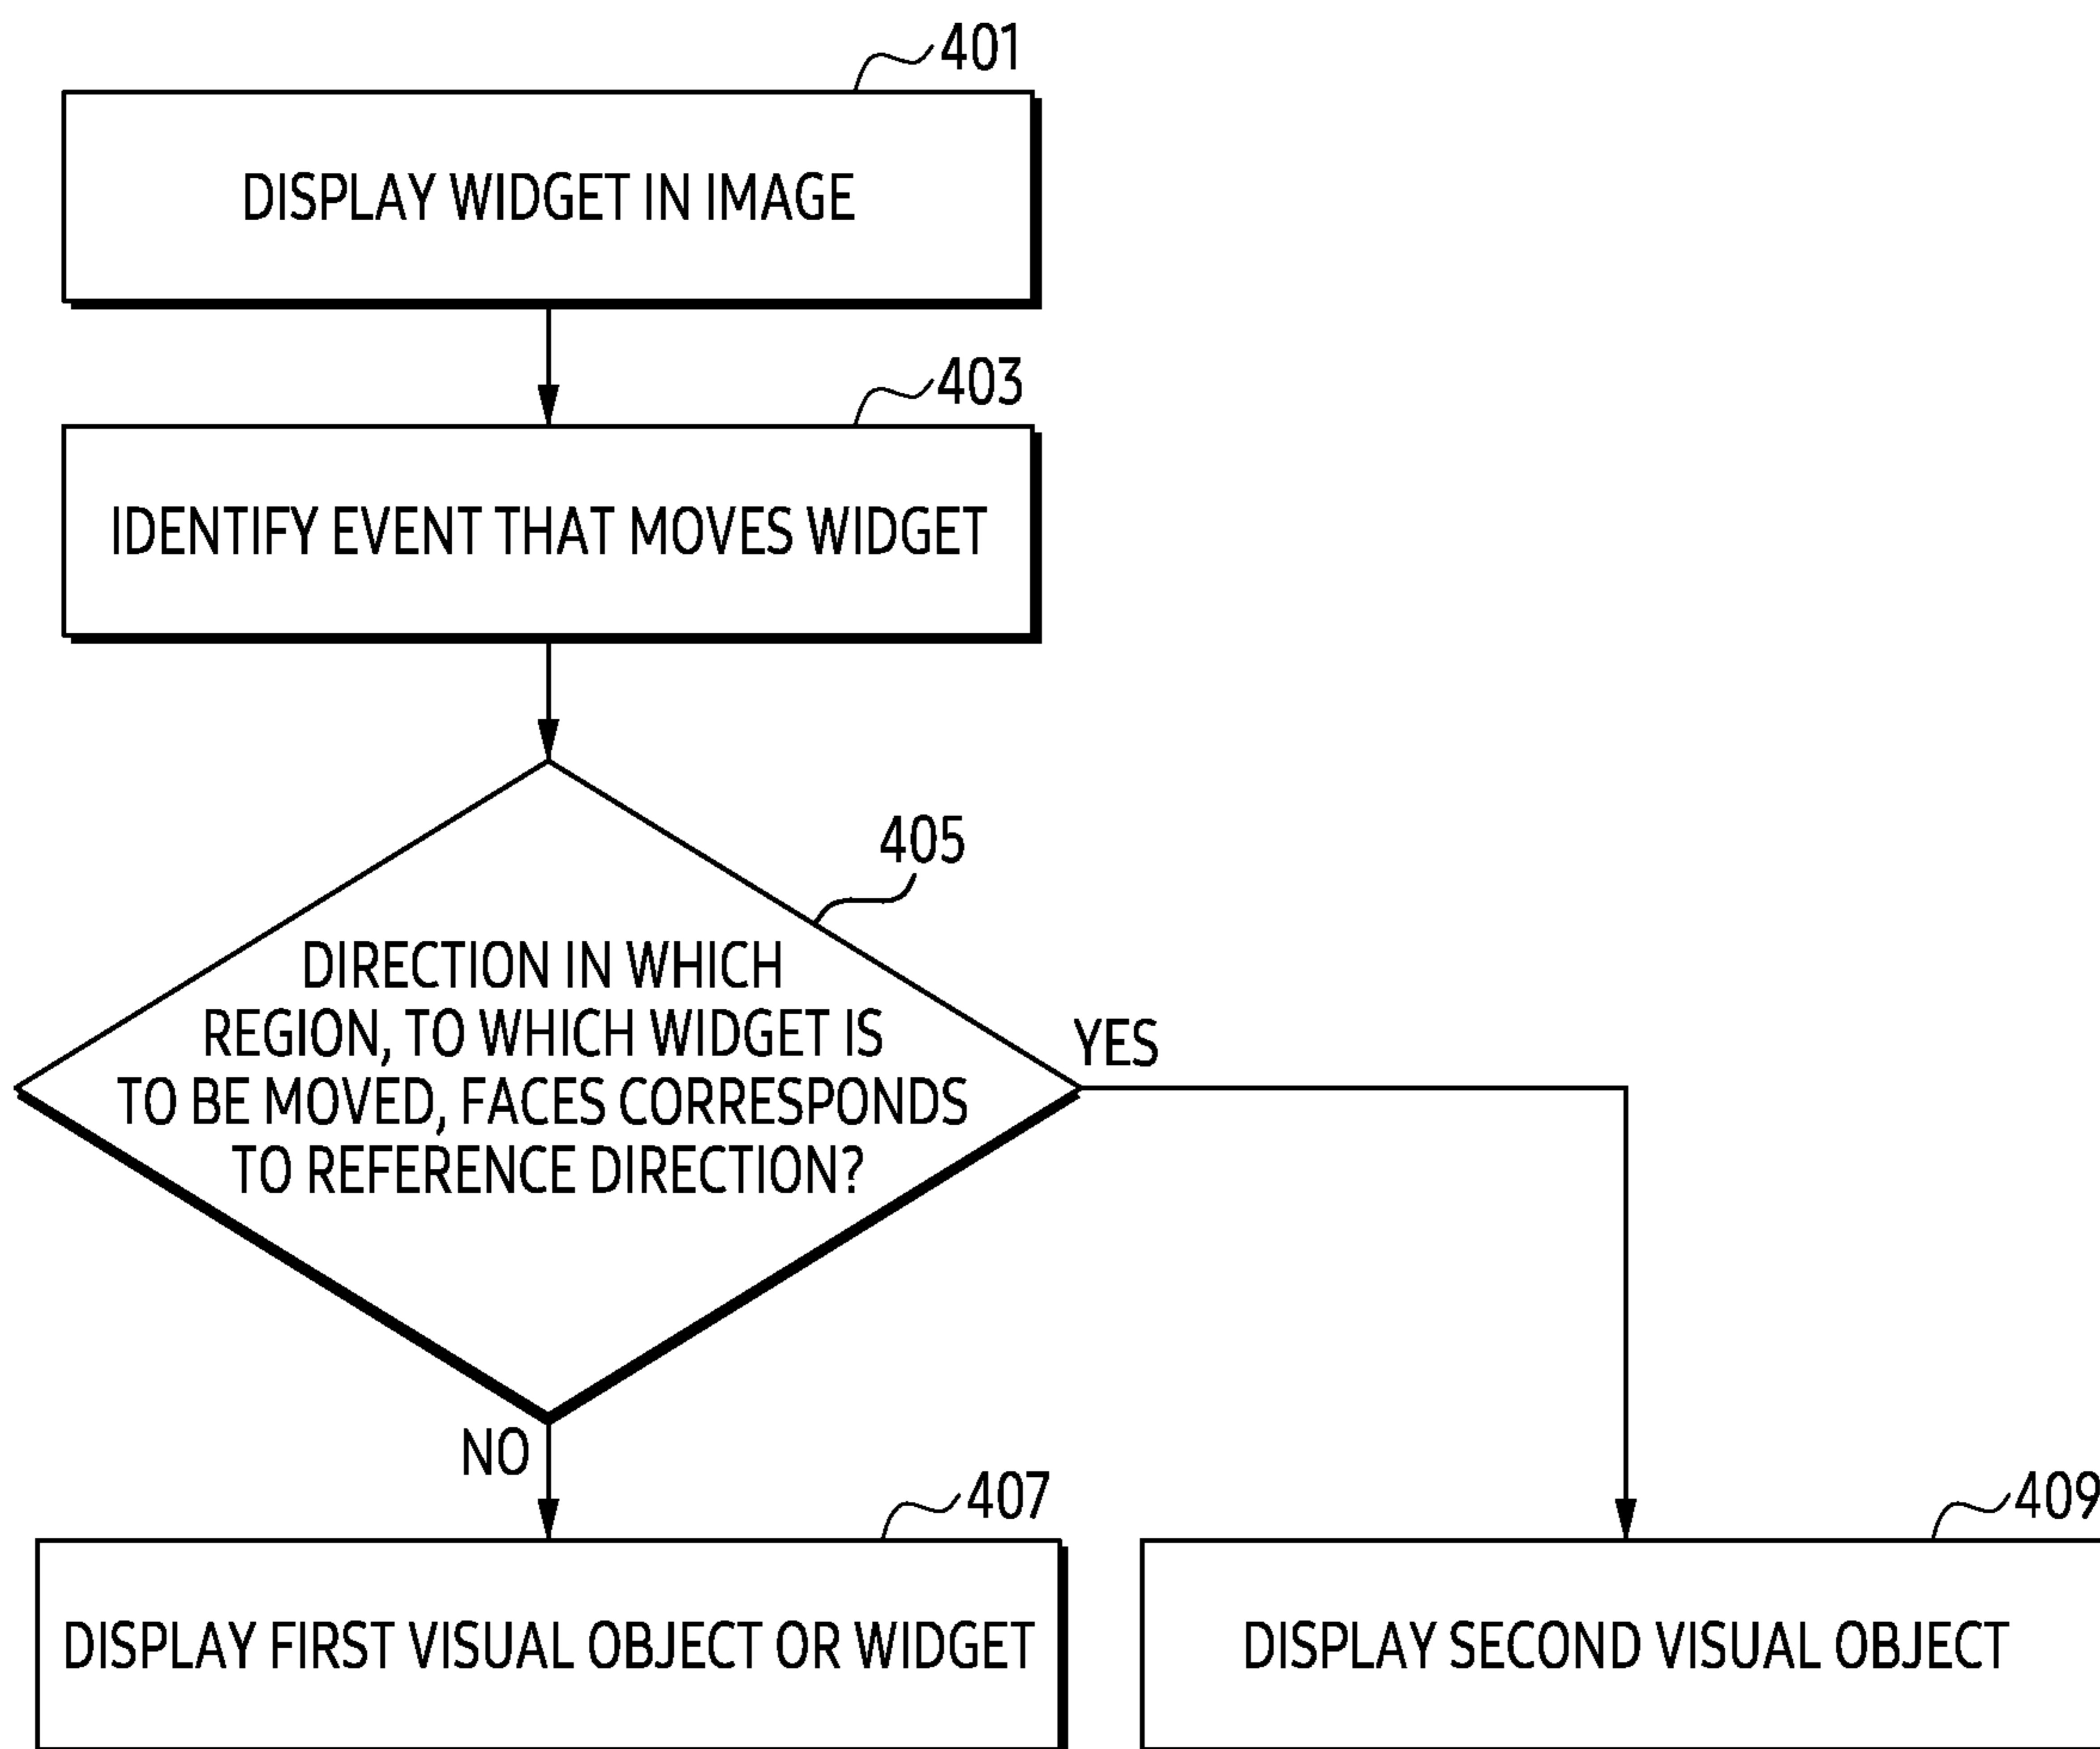 401
DISPLAY WIDGET IN IMAGE
403
IDENTIFY EVENT THAT MOVES WIDGET
405
DIRECTION IN WHICH
REGION, TO WHICH WIDGET IS
TO BE MOVED, FACES CORRESPONDS
TO REFERENCE DIRECTION?
YES
NO
407
DISPLAY FIRST VISUAL OBJECT OR WIDGET
409
DISPLAY SECOND VISUAL OBJECT